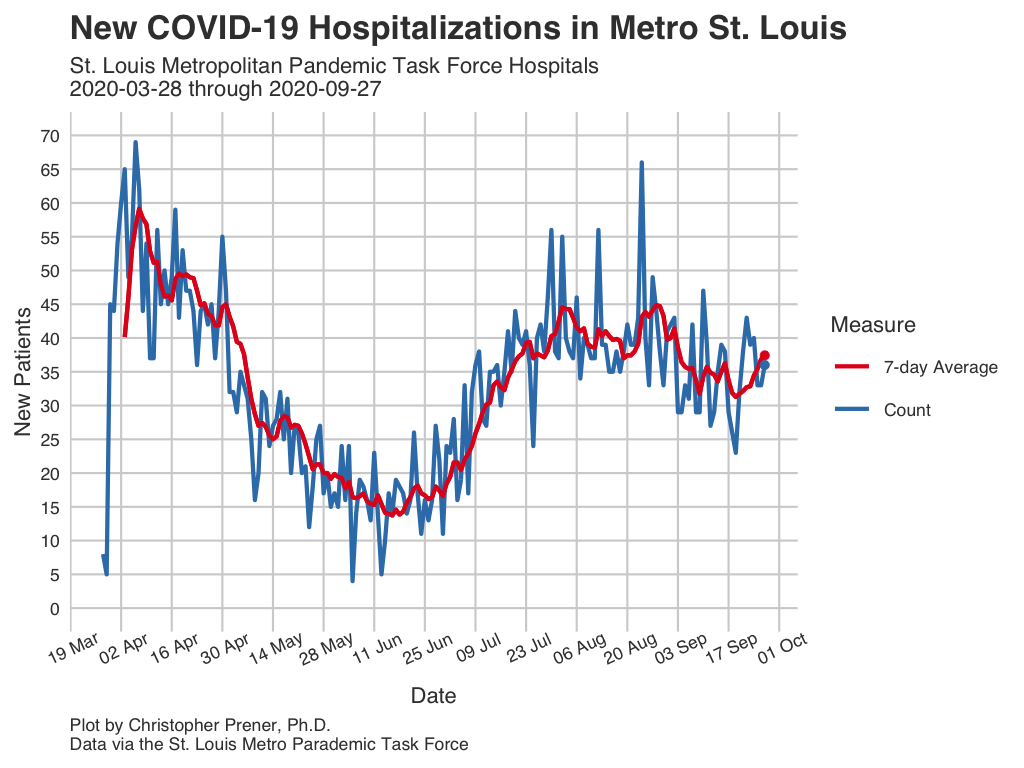 New COVID-19 Hospitalizations in Metro St. Louis
St. Louis Metropolitan Pandemic Task Force Hospitals
2020-03-28 through 2020-09-27
70
65
60
55
50
45
40
35
30
25
20
15
10
5
0
New Patients
19 Mar
02 Apr
16 Apr
30 Apr
14 May
28 May
11 Jun
25 Jun
09 Jul
23 Jul
06 Aug
20 Aug
03 Sep
17 Sep
01 Oct
Date
Measure
7-day Average
Count
Plot by Christopher Prener, Ph.D.
Data via the St. Louis Metro Parademic Task Force